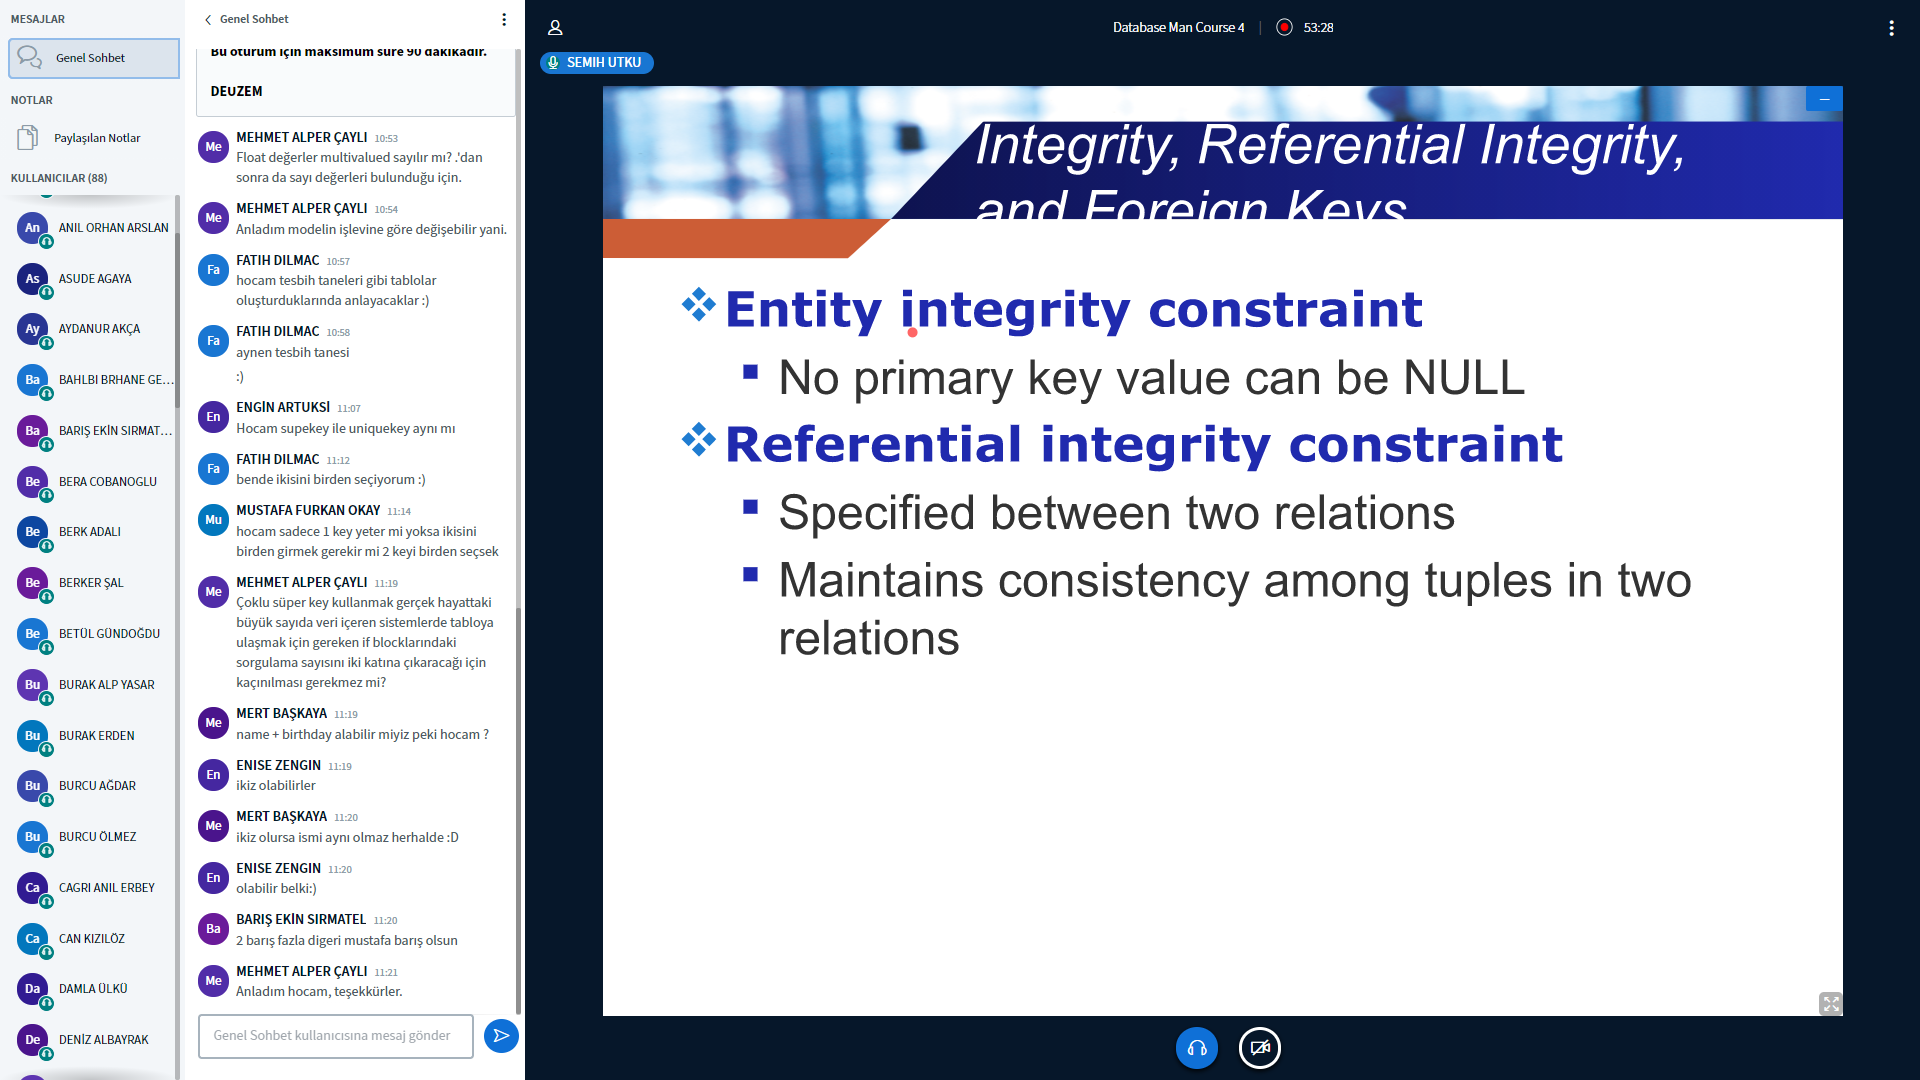 MESAJLAR
Genel Sohbet
NOTLAR
Paylaşılan Notlar
KULLANICILAR (88)
An ANIL ORHAN ARSLAN
As ASUDE AGAYA
Ay AYDANUR AKÇA
Ba BAHLBI BRHANE GE...
Ba BARIŞ EKİN SIRMAT...
Be BERA COBANOGLU
Be BERK ADALI
Be BERKER ŞAL
Be BETÜL GÜNDOĞDU
Bu BURAK ALP YASAR
Bu BURAK ERDEN
Bu BURCU AĞDAR
Bu BURCU ÖLMEZ
Ca CAGRI ANIL ERBEY
Ca CAN KIZILÖZ
Da DAMLA ÜLKÜ
De DENİZ ALBAYRAK
Genel Sohbet
Bu oturum için maksimum süre 90 dakikadır.
DEUZEM
Me MEHMET ALPER ÇAYLI 10:53
Float değerler multivalued sayılır mı? .'dan
sonra da sayı değerleri bulunduğu için.
Me MEHMET ALPER ÇAYLI 10:54
Anladım modelin işlevine göre değişebilir yani.
Fa FATIH DILMAC 10:57
hocam tesbih taneleri gibi tablolar
oluşturduklarında anlayacaklar :)
Fa FATIH DILMAC 10:58
aynen tesbih tanesi
:)
En ENGİN ARTUKSİ 11:07
Hocam supekey ile uniquekey aynı mı
Fa FATIH DILMAC 11:12
bende ikisini birden seçiyorum :)
Mu MUSTAFA FURKAN OKAY 11:14
hocam sadece 1 key yeter mi yoksa ikisini
birden girmek gerekir mi 2 keyi birden seçsek
Me MEHMET ALPER ÇAYLI 11:19
Çoklu süper key kullanmak gerçek hayattaki
büyük sayıda veri içeren sistemlerde tabloya
ulaşmak için gereken if blocklarındaki
sorgulama sayısını iki katına çıkaracağı için
kaçınılması gerekmez mi?
Me MERT BAŞKAYA 11:19
name + birthday alabilir miyiz peki hocam ?
En ENISE ZENGIN 11:19
ikiz olabilirler
Me MERT BAŞKAYA 11:20
ikiz olursa ismi aynı olmaz herhalde :D
En ENISE ZENGIN 11:20
olabilir belki:)
Ba BARIŞ EKİN SIRMATEL 11:20
2 barış fazla digeri mustafa barış olsun
Me MEHMET ALPER ÇAYLI 11:21
Anladım hocam, teşekkürler.
Genel Sohbet kullanıcısına mesaj gönder
Database Man Course 4 | 53:28
SEMIH UTKU
Integrity, Referential Integrity,
and Foreign Keys
Entity integrity constraint
No primary key value can be NULL
Referential integrity constraint
Specified between two relations
Maintains consistency among tuples in two
relations